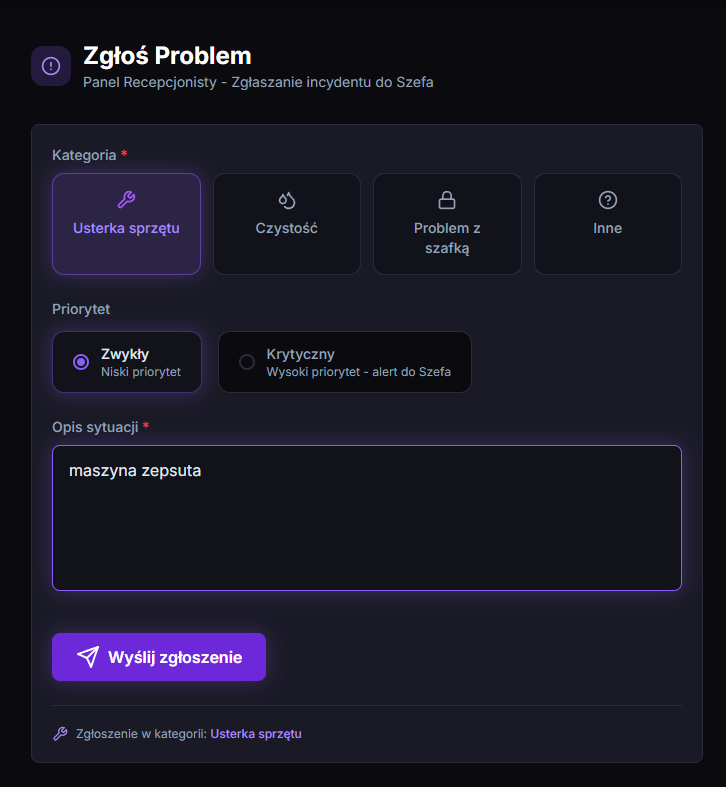 Zgłoś Problem
Panel Recepcjonisty - Zgłaszanie incydentu do Szefa
Kategoria *
Usterka sprzętu
Czystość
Problem z
szafką
Inne
Priorytet
Zwykły
Niski priorytet
Krytyczny
Wysoki priorytet - alert do Szefa
Opis sytuacji *
maszyna zepsuta
Wyślij zgłoszenie
Zgłoszenie w kategorii: Usterka sprzętu